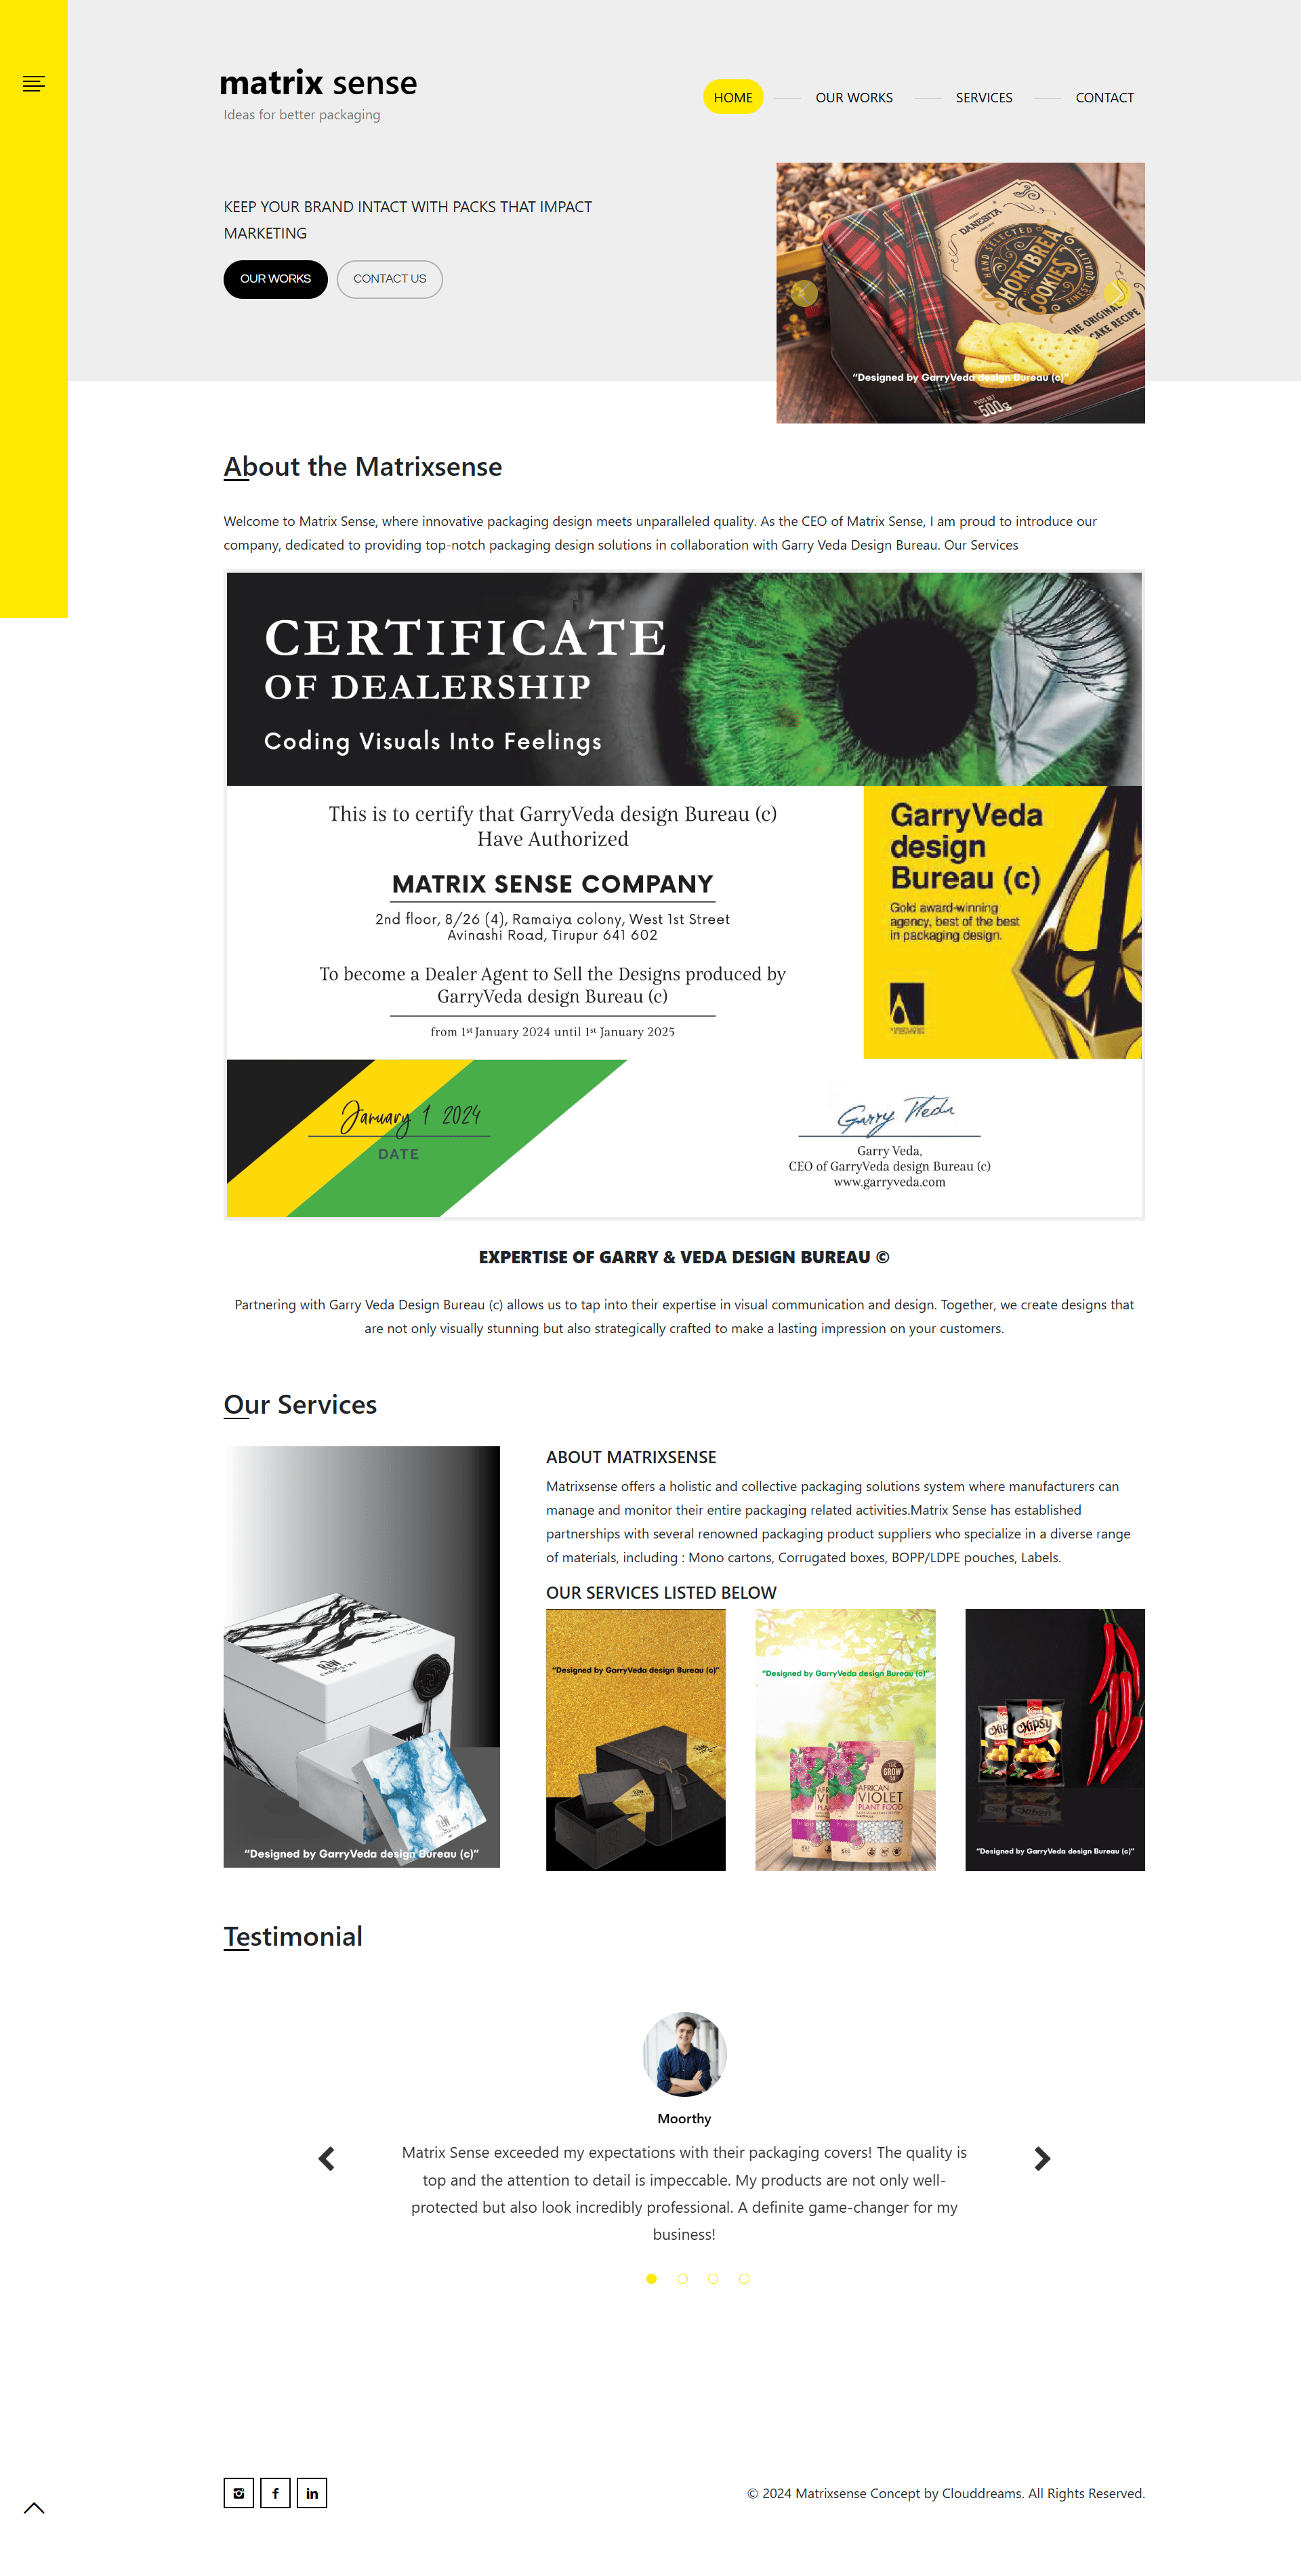 matrix sense
Ideas for better packaging
HOME
OUR WORKS
SERVICES
CONTACT
KEEP YOUR BRAND INTACT WITH PACKS THAT IMPACT
MARKETING
OUR WORKS
CONTACT US
DANESITA
HAND SELECTED
SHORTBREA
COOKIES
FINEST QUALITY
THE ORIGINAL
CAKE RECIPE
"Designed by GarryVeda design Bureau (c)"
500g
About the Matrixsense
Welcome to Matrix Sense, where innovative packaging design meets unparalleled quality. As the CEO of Matrix Sense, I am proud to introduce our
company, dedicated to providing top-notch packaging design solutions in collaboration with Garry Veda Design Bureau. Our Services
CERTIFICATE
OF DEALERSHIP
Coding Visuals Into Feelings
This is to certify that GarryVeda design Bureau (c)
Have Authorized
MATRIX SENSE COMPANY
2nd floor, 8/26 (4), Ramaiya colony, West 1st Street
Avinashi Road, Tirupur 641 602
To become a Dealer Agent to Sell the Designs produced by
GarryVeda design Bureau (c)
from 1st January 2024 until 1st January 2025
GarryVeda
design
Bureau (c)
Gold award-winning
agency, best of the best
in packaging design.
January 1 2024
DATE
Garry Veda
Garry Veda,
CEO of GarryVeda design Bureau (c)
www.garryveda.com
EXPERTISE OF GARRY & VEDA DESIGN BUREAU ©
Partnering with Garry Veda Design Bureau (c) allows us to tap into their expertise in visual communication and design. Together, we create designs that
are not only visually stunning but also strategically crafted to make a lasting impression on your customers.
Our Services
"Designed by GarryVeda design Bureau (c)"
ABOUT MATRIXSENSE
Matrixsense offers a holistic and collective packaging solutions system where manufacturers can
manage and monitor their entire packaging related activities.Matrix Sense has established
partnerships with several renowned packaging product suppliers who specialize in a diverse range
of materials, including : Mono cartons, Corrugated boxes, BOPP/LDPE pouches, Labels.
OUR SERVICES LISTED BELOW
"Designed by GarryVeda design Bureau (c)"
"Designed by GarryVeda design Bureau (c)"
THE GROW CO
AFRICAN
VIOLET
PLANT FOOD
CHIPSY
"Designed by GarryVeda design Bureau (c)"
Testimonial
Moorthy
Matrix Sense exceeded my expectations with their packaging covers! The quality is
top and the attention to detail is impeccable. My products are not only well-
protected but also look incredibly professional. A definite game-changer for my
business!
© 2024 Matrixsense Concept by Clouddreams. All Rights Reserved.